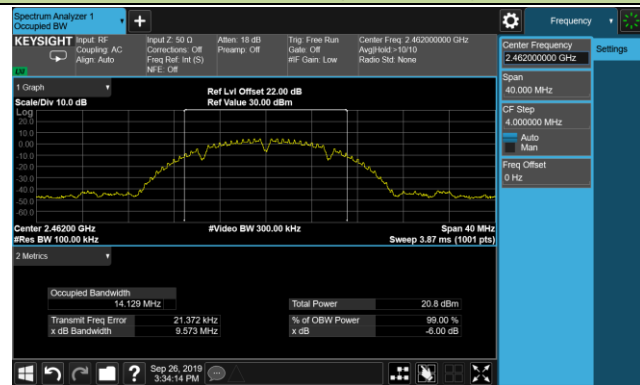 Spectrum Analyzer 1
Occupied BW
Frequency
KEYSIGHT
Input: RF
Coupling: AC
Align: Auto
Input Z: 50 Ω
Corrections: Off
Freq Ref: Int (S)
NFE: Off
Atten: 18 dB
Preamp: Off
Trig: Free Run
Gate: Off
#IF Gain: Low
Center Freq: 2.462000000 GHz
Avg|Hold:>10/10
Radio Std: None
Center Frequency
2.462000000 GHz
Settings
Span
40.000 MHz
CF Step
4.000000 MHz
Auto
Man
Freq Offset
0 Hz
1 Graph
Scale/Div 10.0 dB
Ref Lvl Offset 22.00 dB
Ref Value 30.00 dBm
Log
20.0
10.0
0.00
-10.0
-20.0
-30.0
-40.0
-50.0
-60.0
Center 2.46200 GHz
#Video BW 300.00 kHz
Span 40 MHz
#Res BW 100.00 kHz
Sweep 3.87 ms (1001 pts)
2 Metrics
Occupied Bandwidth
14.129 MHz
Total Power 20.8 dBm
Transmit Freq Error 21.372 kHz
% of OBW Power 99.00 %
x dB Bandwidth 9.573 MHz
x dB -6.00 dB
?
Sep 26, 2019
3:34:14 PM